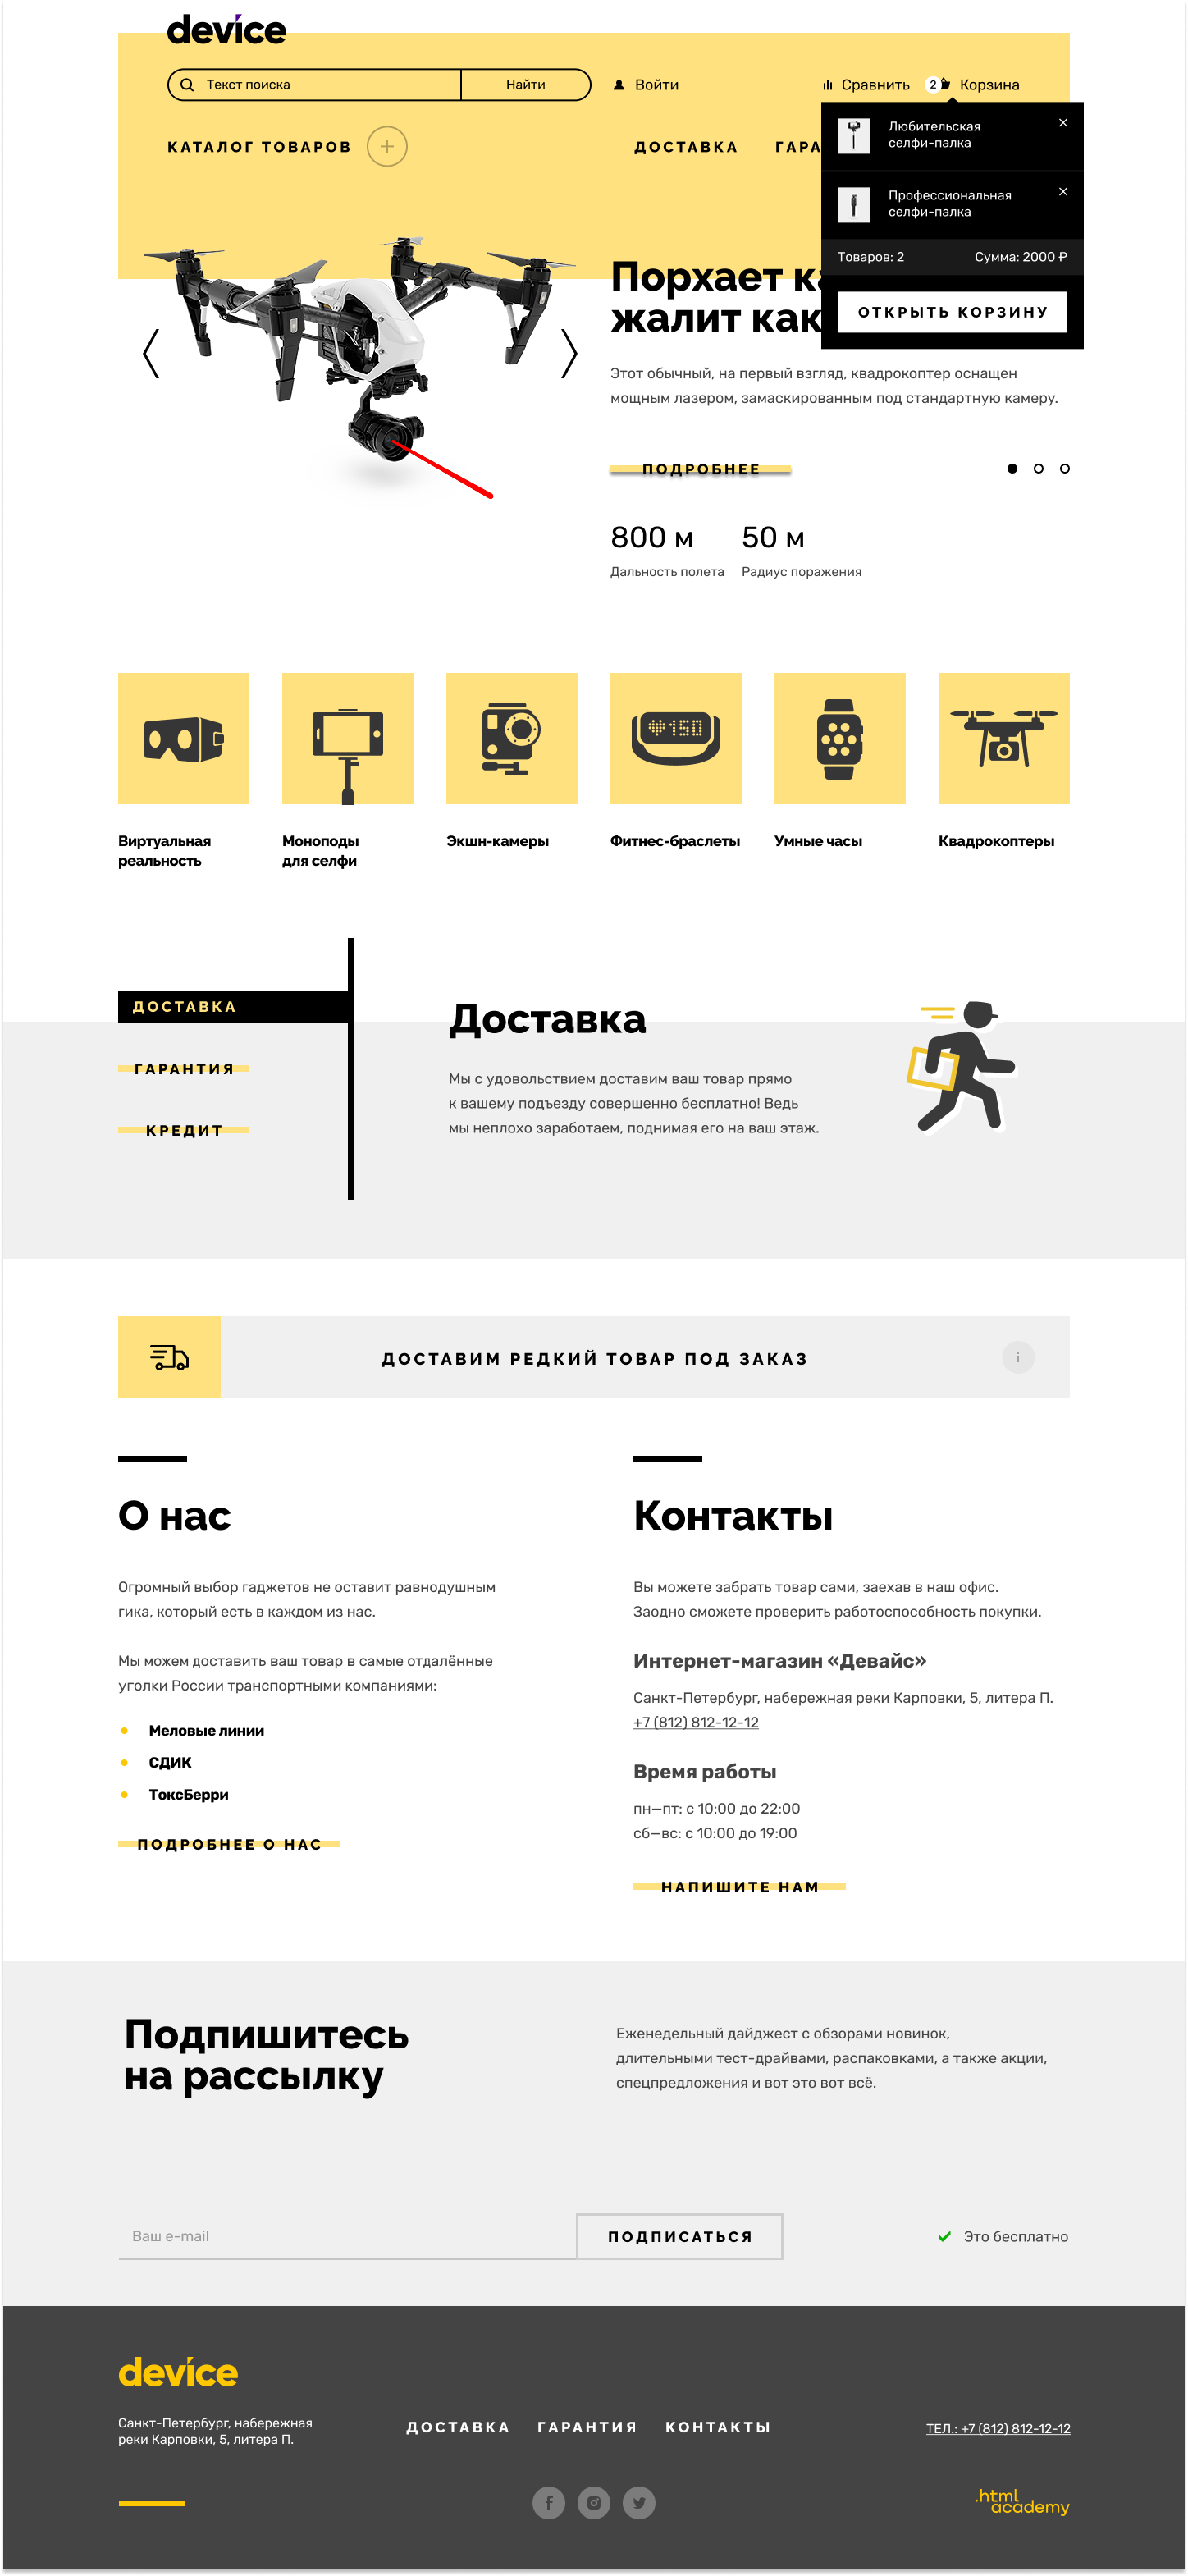 device
Текст поиска
Найти
Войти
Сравнить
2
Корзина
КАТАЛОГ ТОВАРОВ
ДОСТАВКА
ГАРА
Любительская
селфи-палка
Профессиональная
селфи-палка
Товаров: 2
Сумма: 2000 ₽
ОТКРЫТЬ КОРЗИНУ
Порхает ка
жалит как
Этот обычный, на первый взгляд, квадрокоптер оснащен
мощным лазером, замаскированным под стандартную камеру.
ПОДРОБНЕЕ
800 м
50 м
Дальность полета
Радиус поражения
150
Виртуальная
реальность
Моноподы
для селфи
Экшн-камеры
Фитнес-браслеты
Умные часы
Квадрокоптеры
ДОСТАВКА
ГАРАНТИЯ
КРЕДИТ
Доставка
Мы с удовольствием доставим ваш товар прямо
к вашему подъезду совершенно бесплатно! Ведь
мы неплохо заработаем, поднимая его на ваш этаж.
ДОСТАВИМ РЕДКИЙ ТОВАР ПОД ЗАКАЗ
i
О нас
Огромный выбор гаджетов не оставит равнодушным
гика, который есть в каждом из нас.
Мы можем доставить ваш товар в самые отдалённые
уголки России транспортными компаниями:
Меловые линии
СДИК
ТоксБерри
ПОДРОБНЕЕ О НАС
Контакты
Вы можете забрать товар сами, заехав в наш офис.
Заодно сможете проверить работоспособность покупки.
Интернет-магазин «Девайс»
Санкт-Петербург, набережная реки Карповки, 5, литера П.
+7 (812) 812-12-12
Время работы
пн—пт: с 10:00 до 22:00
сб—вс: с 10:00 до 19:00
НАПИШИТЕ НАМ
Подпишитесь
на рассылку
Еженедельный дайджест с обзорами новинок,
длительными тест-драйвами, распаковками, а также акции,
спецпредложения и вот это вот всё.
Ваш e-mail
ПОДПИСАТЬСЯ
Это бесплатно
device
Санкт-Петербург, набережная
реки Карповки, 5, литера П.
ДОСТАВКА
ГАРАНТИЯ
КОНТАКТЫ
ТЕЛ.: +7 (812) 812-12-12
.html
academy